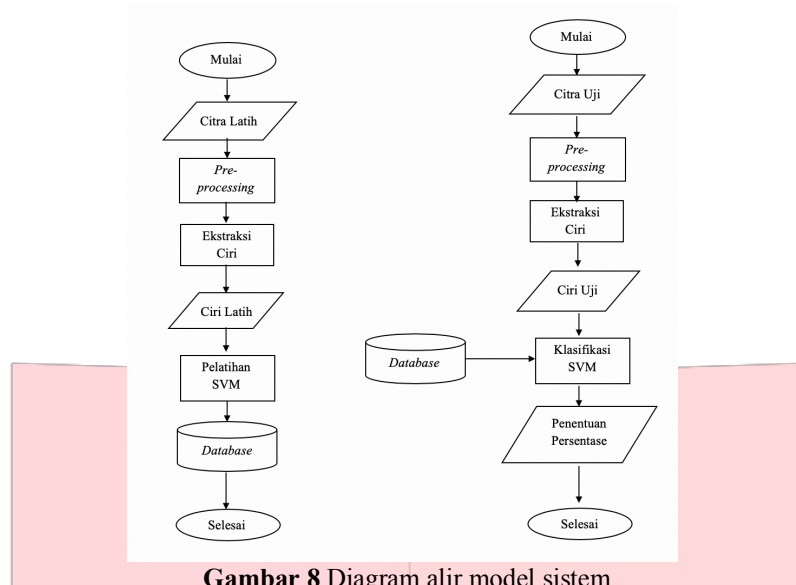 Mulai
Citra Latih
Pre-
processing
Ekstraksi
Ciri
Ciri Latih
Pelatihan
SVM
Database
Selesai
Mulai
Citra Uji
Pre-
processing
Ekstraksi
Ciri
Ciri Uji
Database
Klasifikasi
SVM
Penentuan
Persentase
Selesai
Gambar 8 Diagram alir model sistem